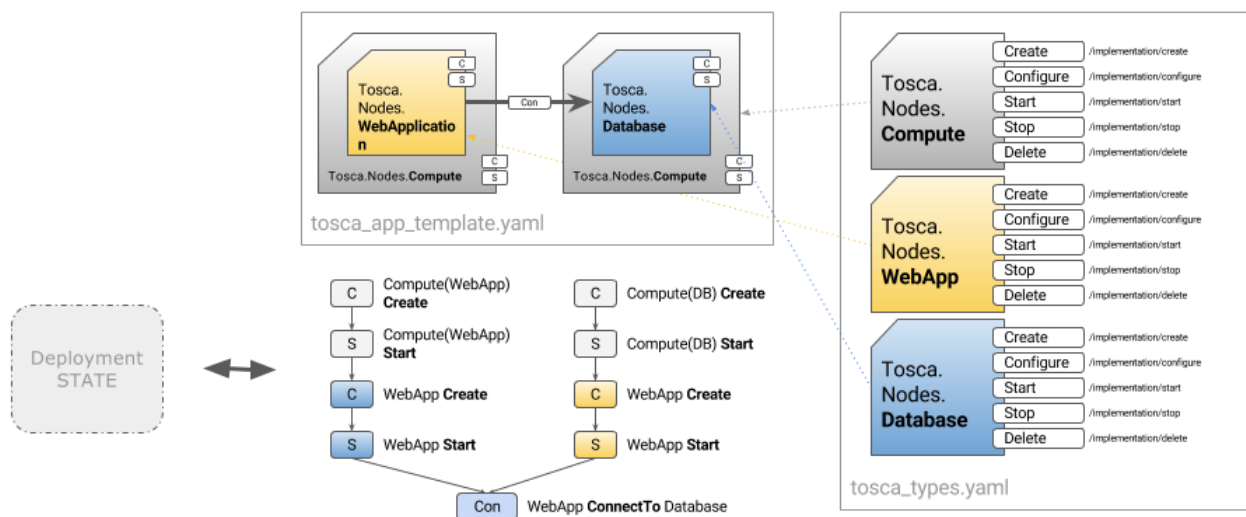 C
S
Tosca.
Nodes.
WebApplicatio
n
C
S
Tosca.Nodes.Compute
Con
C
S
Tosca.
Nodes.
Database
C
S
Tosca.Nodes.Compute
tosca_app_template.yaml
Tosca.
Nodes.
Compute
Create /implementation/create
Configure /implementation/configure
Start /implementation/start
Stop /implementation/stop
Delete /implementation/delete
Tosca.
Nodes.
WebApp
Create /implementation/create
Configure /implementation/configure
Start /implementation/start
Stop /implementation/stop
Delete /implementation/delete
Tosca.
Nodes.
Database
Create /implementation/create
Configure /implementation/configure
Start /implementation/start
Stop /implementation/stop
Delete /implementation/delete
tosca_types.yaml
Deployment
STATE
C Compute(WebApp)
Create
S Compute(WebApp)
Start
C WebApp Create
S WebApp Start
C Compute(DB) Create
S Compute(DB) Start
C WebApp Create
S WebApp Start
Con WebApp ConnectTo Database